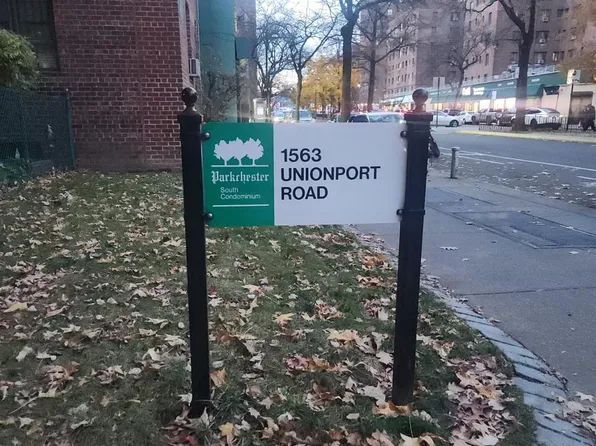 Parkchester
South
Condominium
1563
UNIONPORT
ROAD